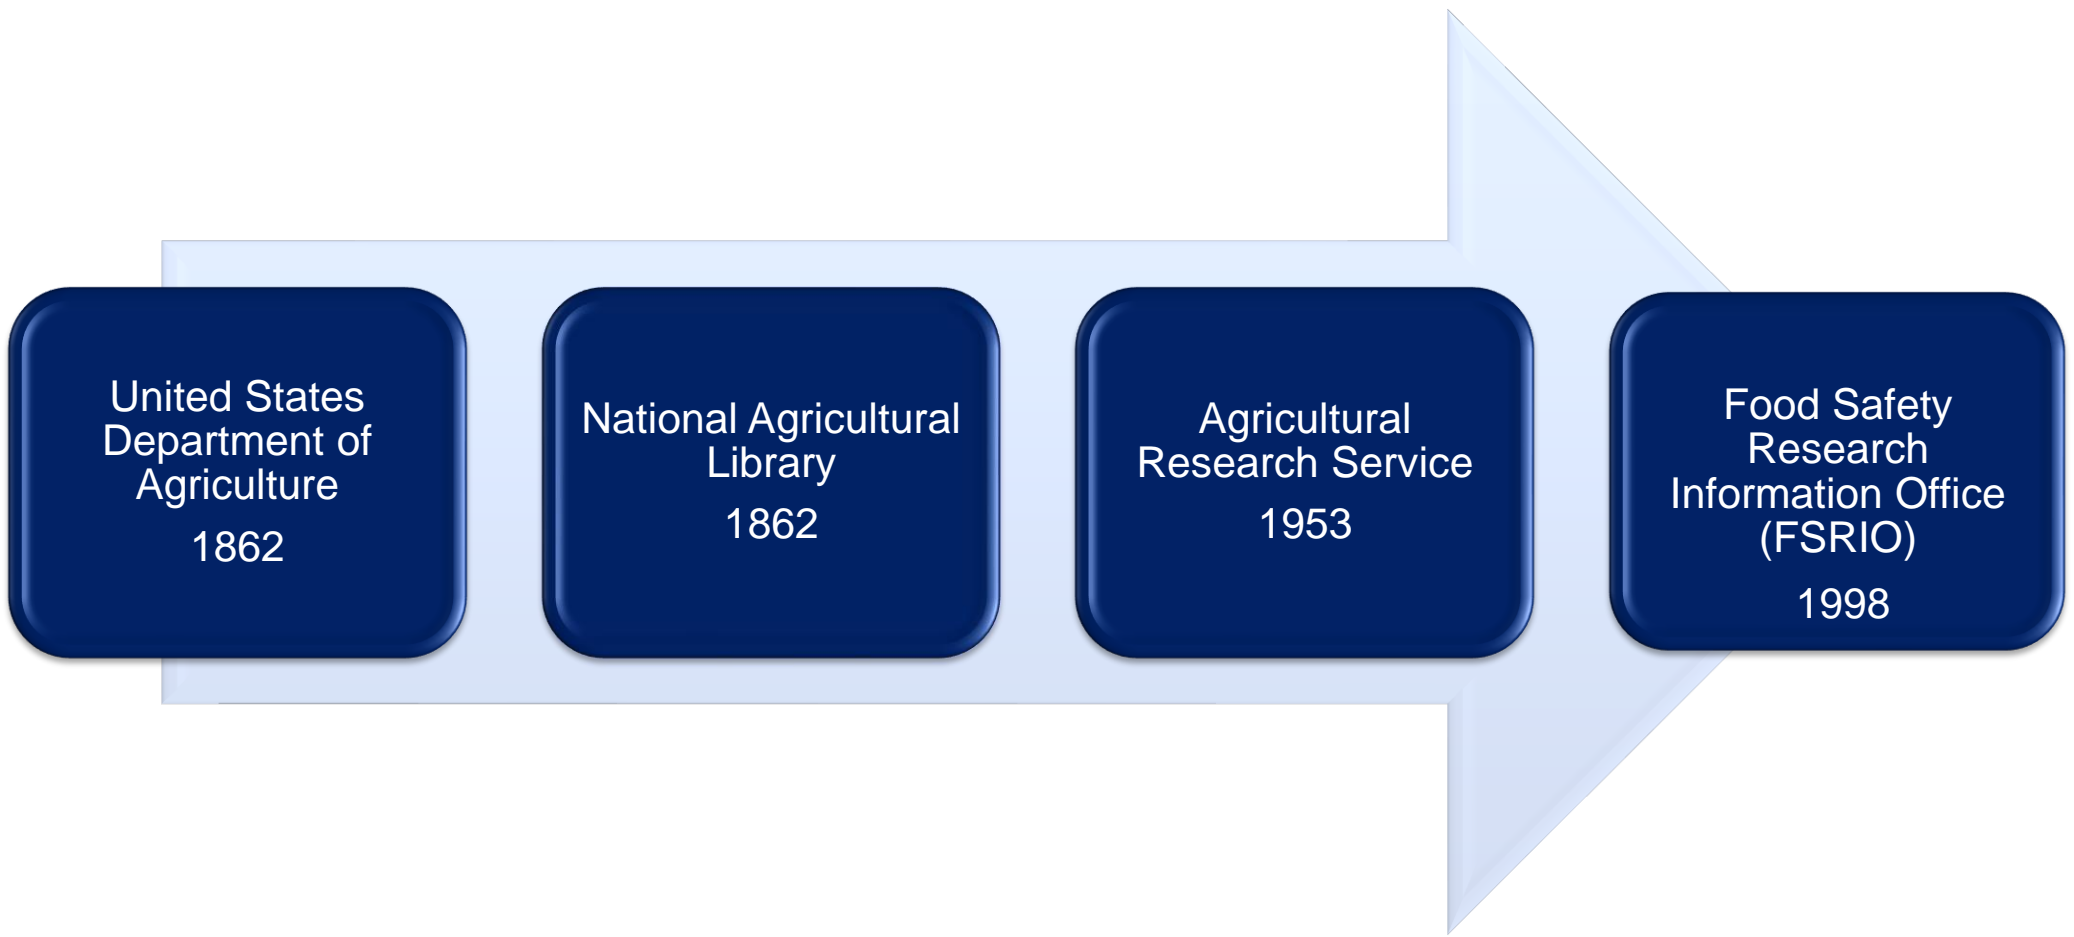 United States
Department of
Agriculture
1862
National Agricultural
Library
1862
Agricultural
Research Service
1953
Food Safety
Research
Information Office
(FSRIO)
1998